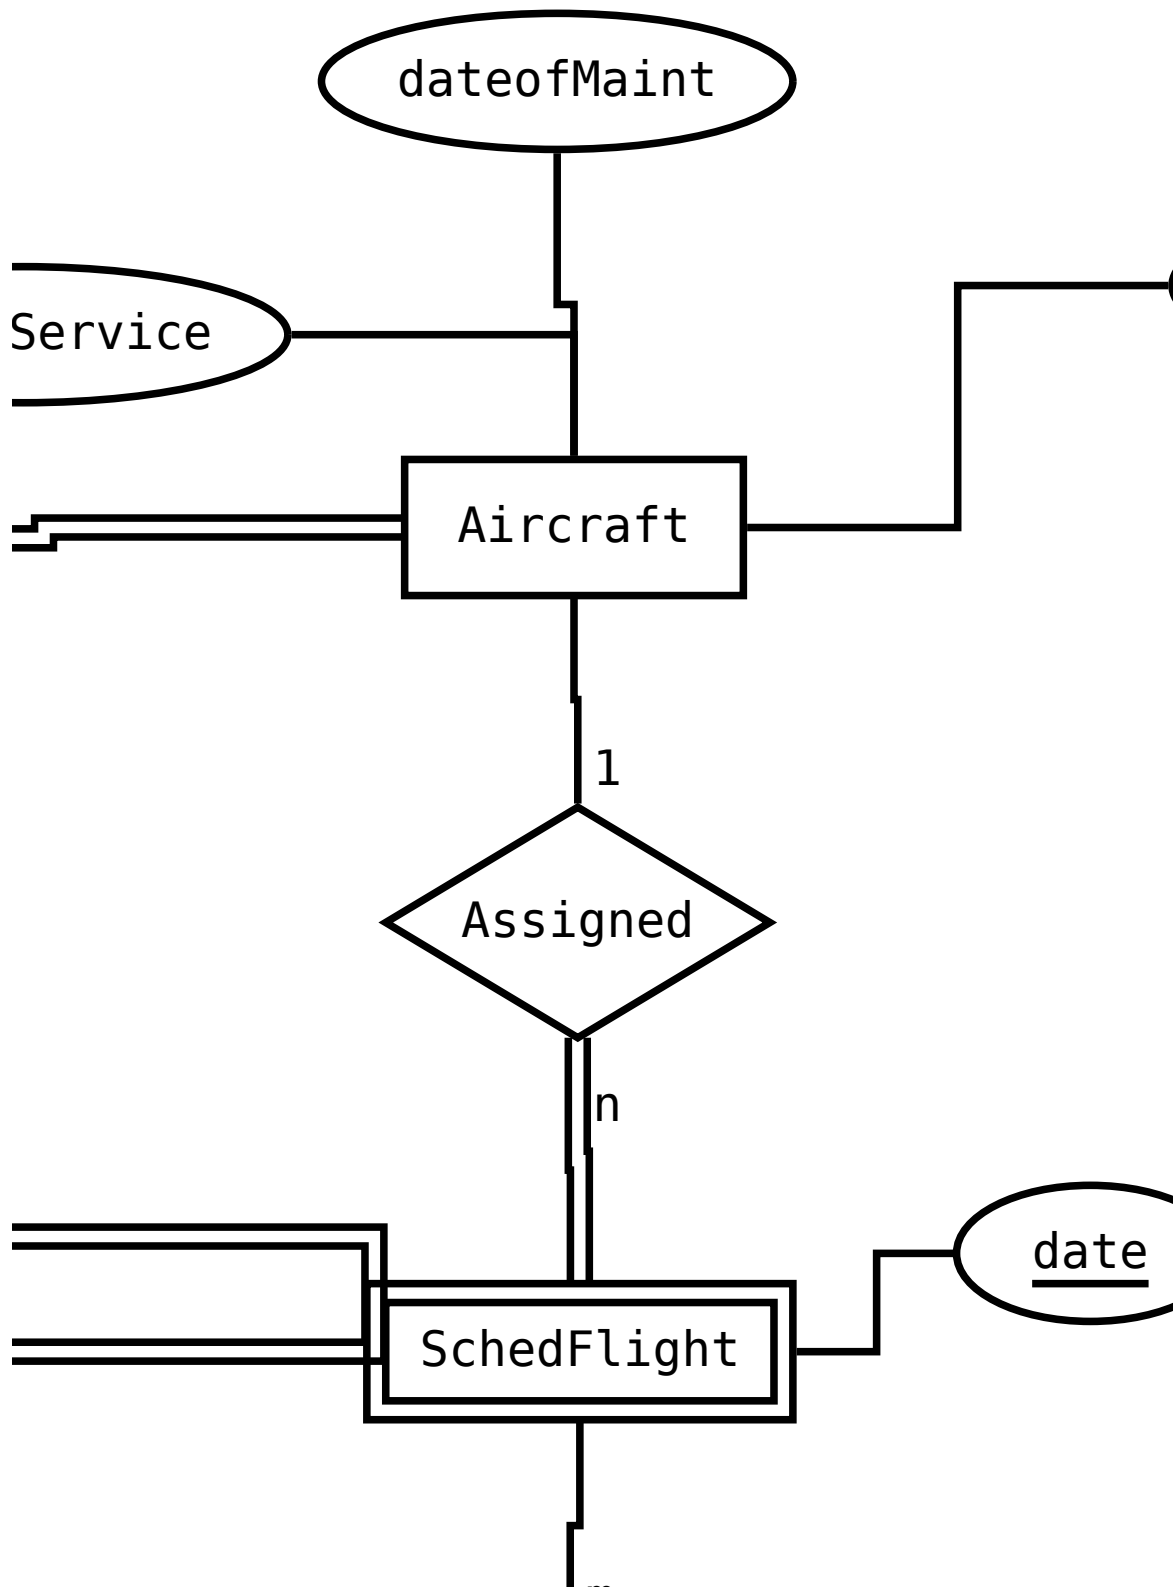 dateofMaint
Service
Aircraft
1
Assigned
n
date
SchedFlight